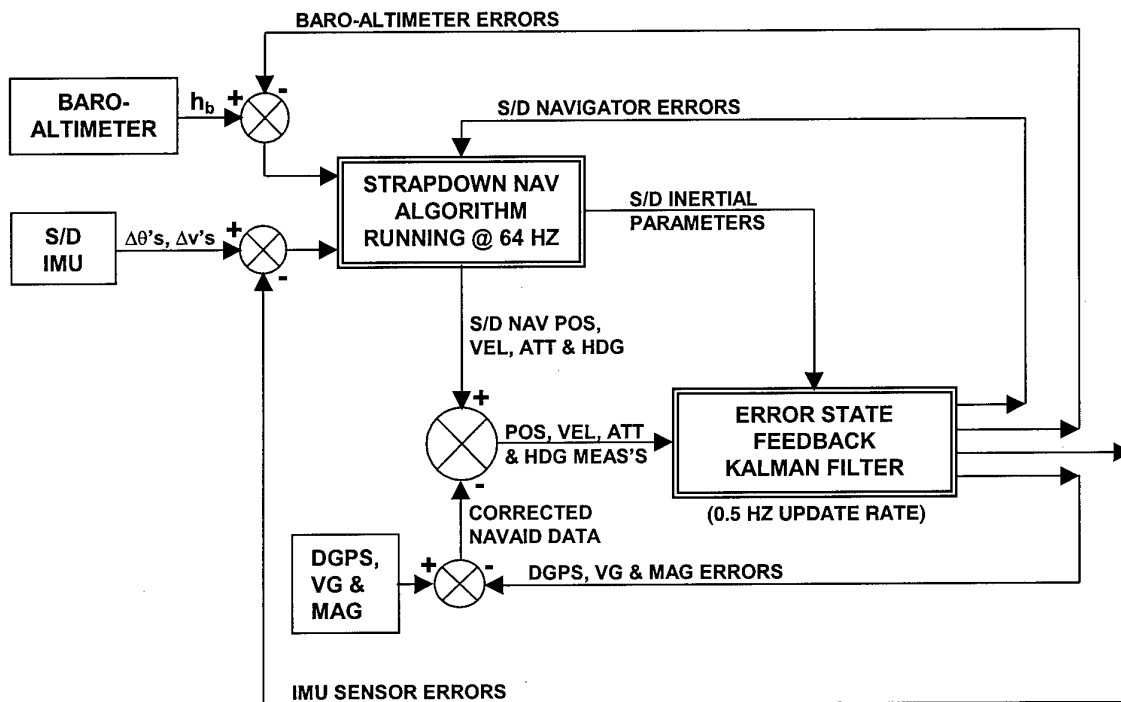 BARO-ALTIMETER ERRORS
BARO-
ALTIMETER
h_b
+
-
S/D NAVIGATOR ERRORS
STRAPDOWN NAV
ALGORITHM
RUNNING @ 64 HZ
S/D INERTIAL
PARAMETERS
S/D
IMU
Δθ's, Δv's
+
-
S/D NAV POS,
VEL, ATT & HDG
+
-
POS, VEL, ATT
& HDG MEAS'S
ERROR STATE
FEEDBACK
KALMAN FILTER
(0.5 HZ UPDATE RATE)
CORRECTED
NAVAID DATA
DGPS,
VG &
MAG
+
-
DGPS, VG & MAG ERRORS
IMU SENSOR ERRORS